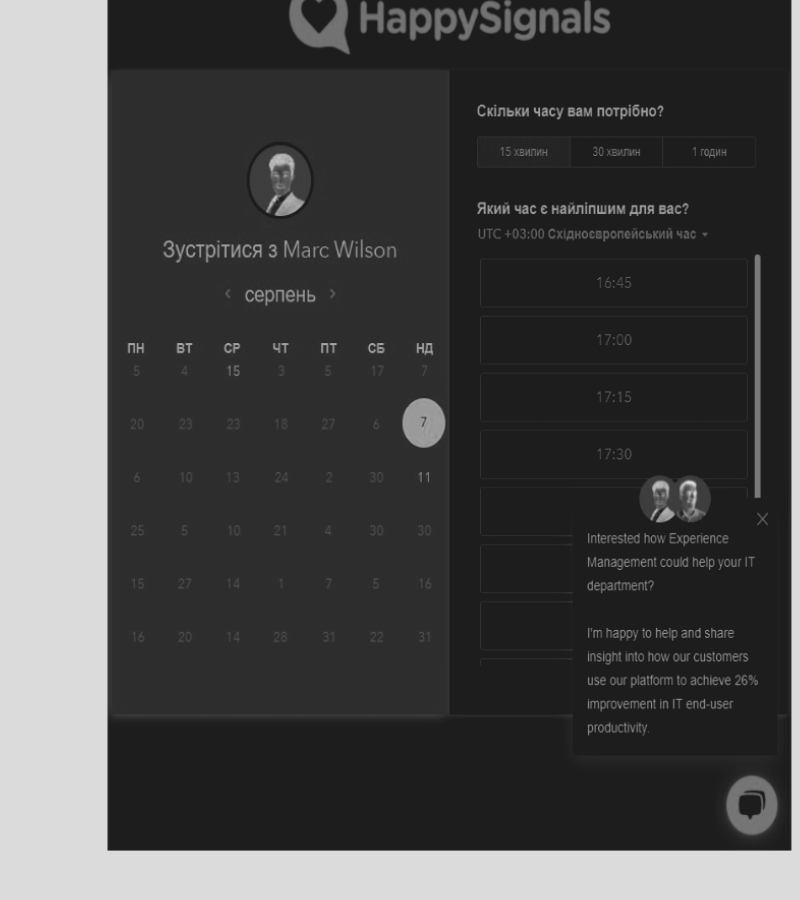 HappySignals
Зустрітися з Marc Wilson
серпень
ПН ВТ СР ЧТ ПТ СБ НД
5 4 15 3 5 17 7
20 23 23 18 27 6 7
6 10 13 24 2 30 11
25 5 10 21 4 30 30
15 27 14 1 7 5 16
16 20 14 28 31 22 31
Скільки часу вам потрібно?
15 хвилин 30 хвилин 1 годин
Який час є найліпшим для вас?
UTC +03:00 Східноєвропейський час
16:45
17:00
17:15
17:30
Interested how Experience
Management could help your IT
department?
I'm happy to help and share
insight into how our customers
use our platform to achieve 26%
improvement in IT end-user
productivity.